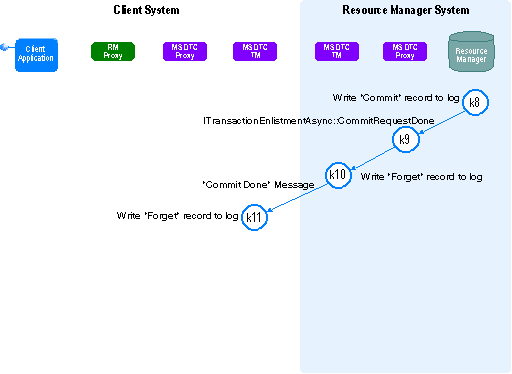 Client System Resource Manager System
Client
Application
RM
Proxy
MSDTC
Proxy
MSDTC
TM
MSDTC
TM
MSDTC
Proxy
Resource
Manager
Write "Commit" record to log
k8
ITransactionEnlistmentAsync::CommitRequestDone
k9
k10
Write "Forget" record to log
"Commit Done" Message
Write "Forget" record to log
k11